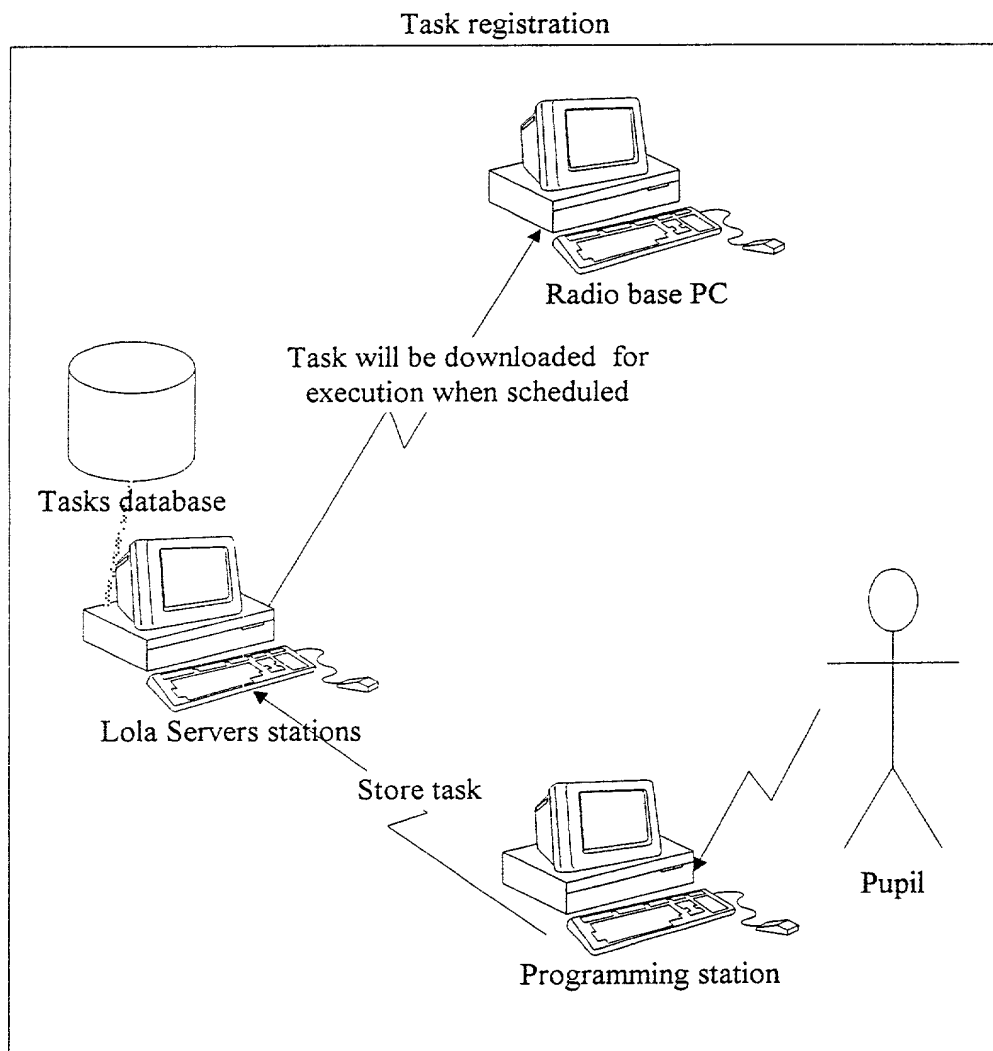 Task registration
Radio base PC
Task will be downloaded for
execution when scheduled
Tasks database
Lola Servers stations
Store task
Pupil
Programming station